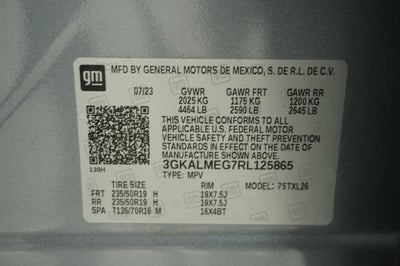 gm
MFD BY GENERAL MOTORS DE MEXICO, S. DE R.L. DE C.V.
07/23 GVWR GAWR FRT GAWR RR
2025 KG 1175 KG 1200 KG
4464 LB 2590 LB 2645 LB
THIS VEHICLE CONFORMS TO ALL
APPLICABLE U.S. FEDERAL MOTOR
VEHICLE SAFETY, BUMPER, AND THEFT PREVENTION
STANDARDS IN EFFECT ON THE DATE OF
MANUFACTURE SHOWN ABOVE.
3GKALMEG7RL125865
130H TYPE: MPV MODEL: 75TXL26
TIRE SIZE RIM
FRT 235/50R19 H 19X7.5J
RR 235/50R19 H 19X7.5J
SPA T135/70R16 M 16X4BT